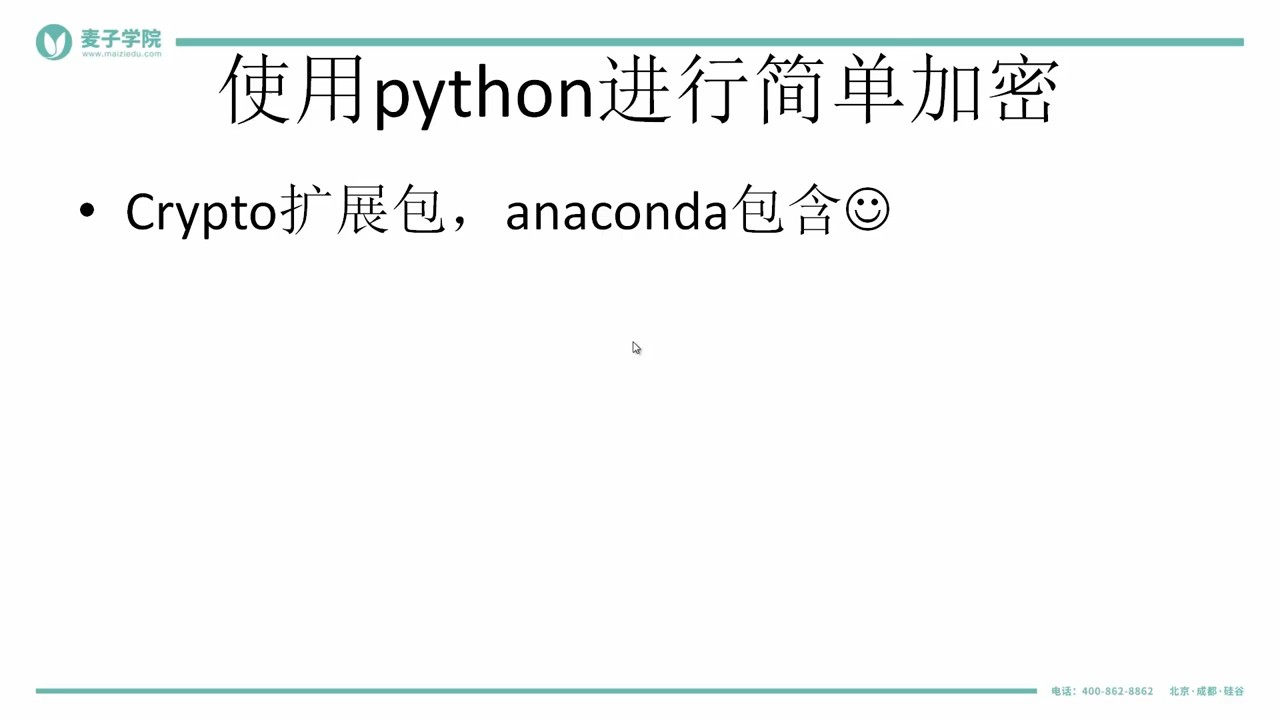 麦子学院
www.maiziedu.com
使用python进行简单加密
• Crypto扩展包，anaconda包含☺
电话：400-862-8862 北京·成都·硅谷